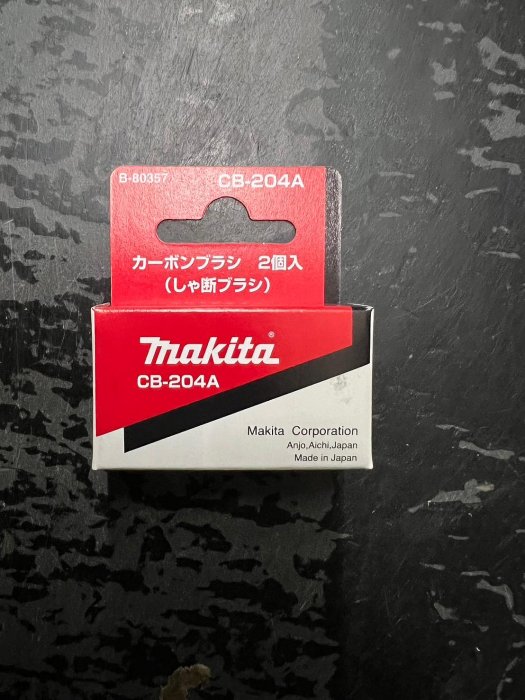 B-80357 CB-204A
カーボンブラシ 2個入
(しゃ断ブラシ)
makita®
CB-204A
Makita Corporation
Anjo,Aichi,Japan
Made in Japan